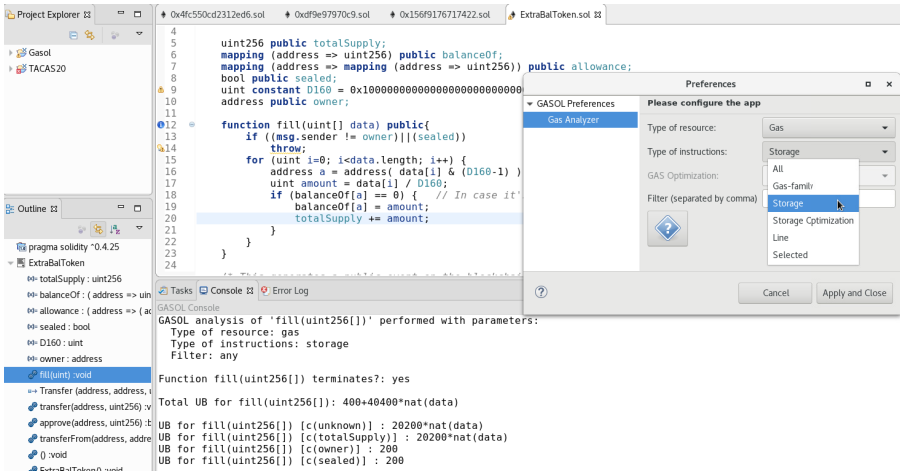 Project Explorer
Gasol
TACAS20
0x4fc550cd2312ed6.sol
0xdf9e97970c9.sol
0x156f9176717422.sol
ExtraBalToken.sol
4
5 uint256 public totalSupply;
6 mapping (address => uint256) public balanceOf;
7 mapping (address => mapping (address => uint256)) public allowance;
8 bool public sealed;
9 uint constant D160 =
10 address public owner;
11
12 function fill(uint[] data) public{
13 if ((msg.sender != owner)||(sealed))
14 throw;
15 for (uint i=0; i<data.length; i++) {
16 address a = address( data[i] & (D160-1) )
17 uint amount = data[i] / D160;
18 if (balanceOf[a] == 0) { // In case it'
19 balanceOf[a] = amount;
20 totalSupply += amount;
21 }
22 }
23 }
24
Preferences
GASOL Preferences
Gas Analyzer
Please configure the app
Type of resource:
Gas
Type of instructions:
Storage
GAS Optimization:
Filter (separated by comma)
All
Gas-family
Storage
Storage Optimization
Line
Selected
Cancel
Apply and Close
Outline
pragma solidity ^0.4.25
ExtraBalToken
totalSupply : uint256
balanceOf : ( address => uin
allowance : ( address => ( ad
sealed : bool
D160 : uint
owner : address
fill(uint) :void
Transfer (address, address, u
transfer(address, uint256) :v
approve(address, uint256) :b
transferFrom(address, addre
() :void
ExtraBalToken() :void
Tasks
Console
Error Log
GASOL Console
GASOL analysis of 'fill(uint256[])' performed with parameters:
Type of resource: gas
Type of instructions: storage
Filter: any
Function fill(uint256[]) terminates?: yes
Total UB for fill(uint256[]): 400+40400*nat(data)
UB for fill(uint256[]) [c(unknown)] : 20200*nat(data)
UB for fill(uint256[]) [c(totalSupply)] : 20200*nat(data)
UB for fill(uint256[]) [c(owner)] : 200
UB for fill(uint256[]) [c(sealed)] : 200